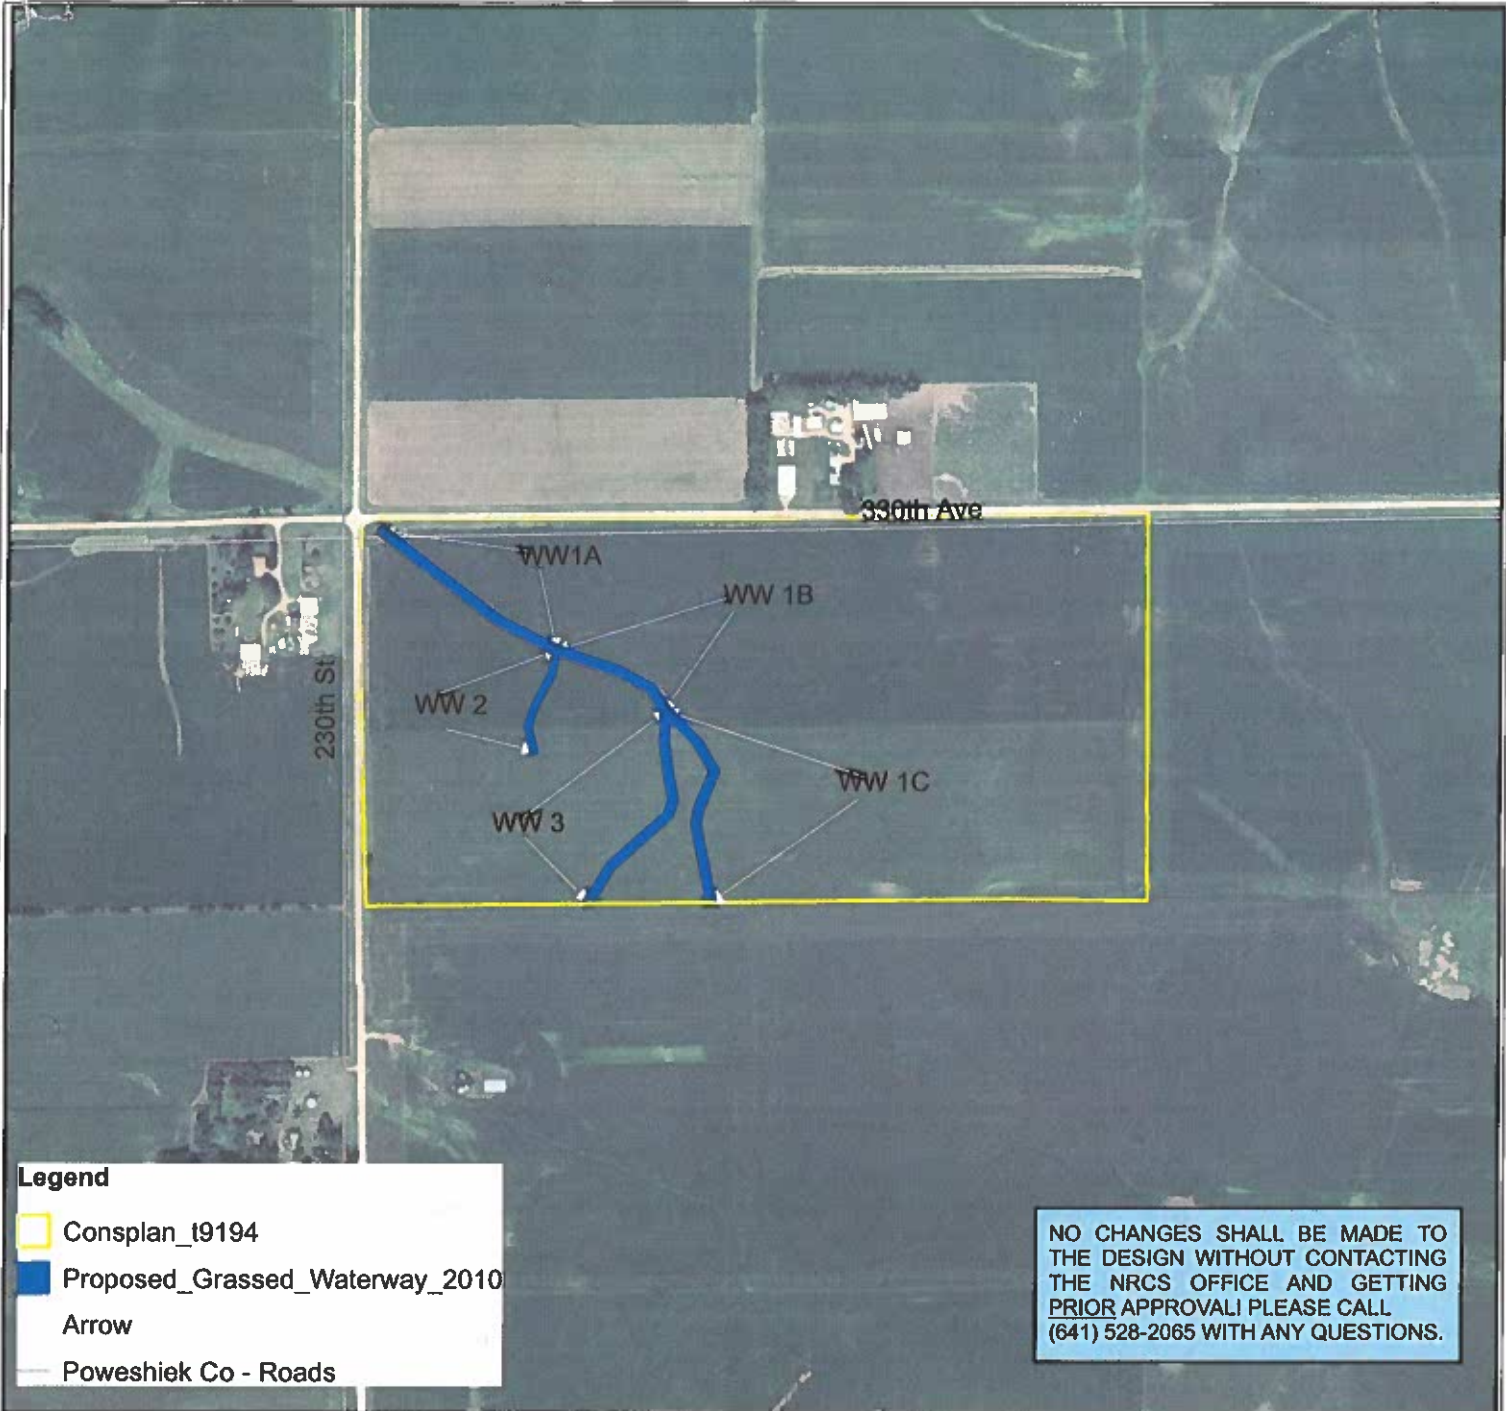 330th Ave
WW1A
WW 1B
230th St
WW 2
WW 1C
WW 3
Legend
Consplan_t9194
Proposed_Grassed_Waterway_2010
Arrow
Poweshiek Co - Roads
NO CHANGES SHALL BE MADE TO
THE DESIGN WITHOUT CONTACTING
THE NRCS OFFICE AND GETTING
PRIOR APPROVAL! PLEASE CALL
(641) 528-2065 WITH ANY QUESTIONS.